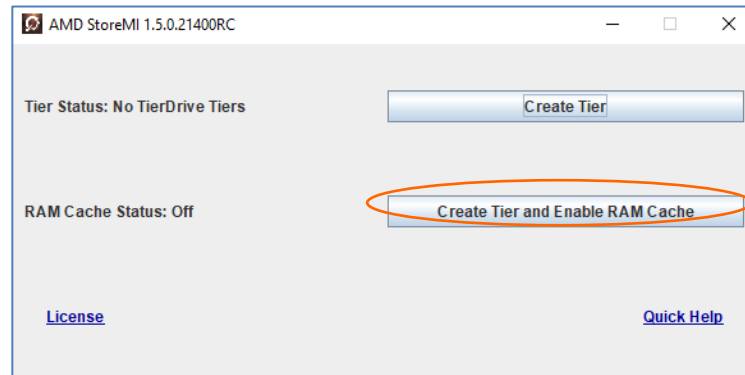 AMD StoreMI 1.5.0.21400RC
Tier Status: No TierDrive Tiers
Create Tier
RAM Cache Status: Off
Create Tier and Enable RAM Cache
License
Quick Help